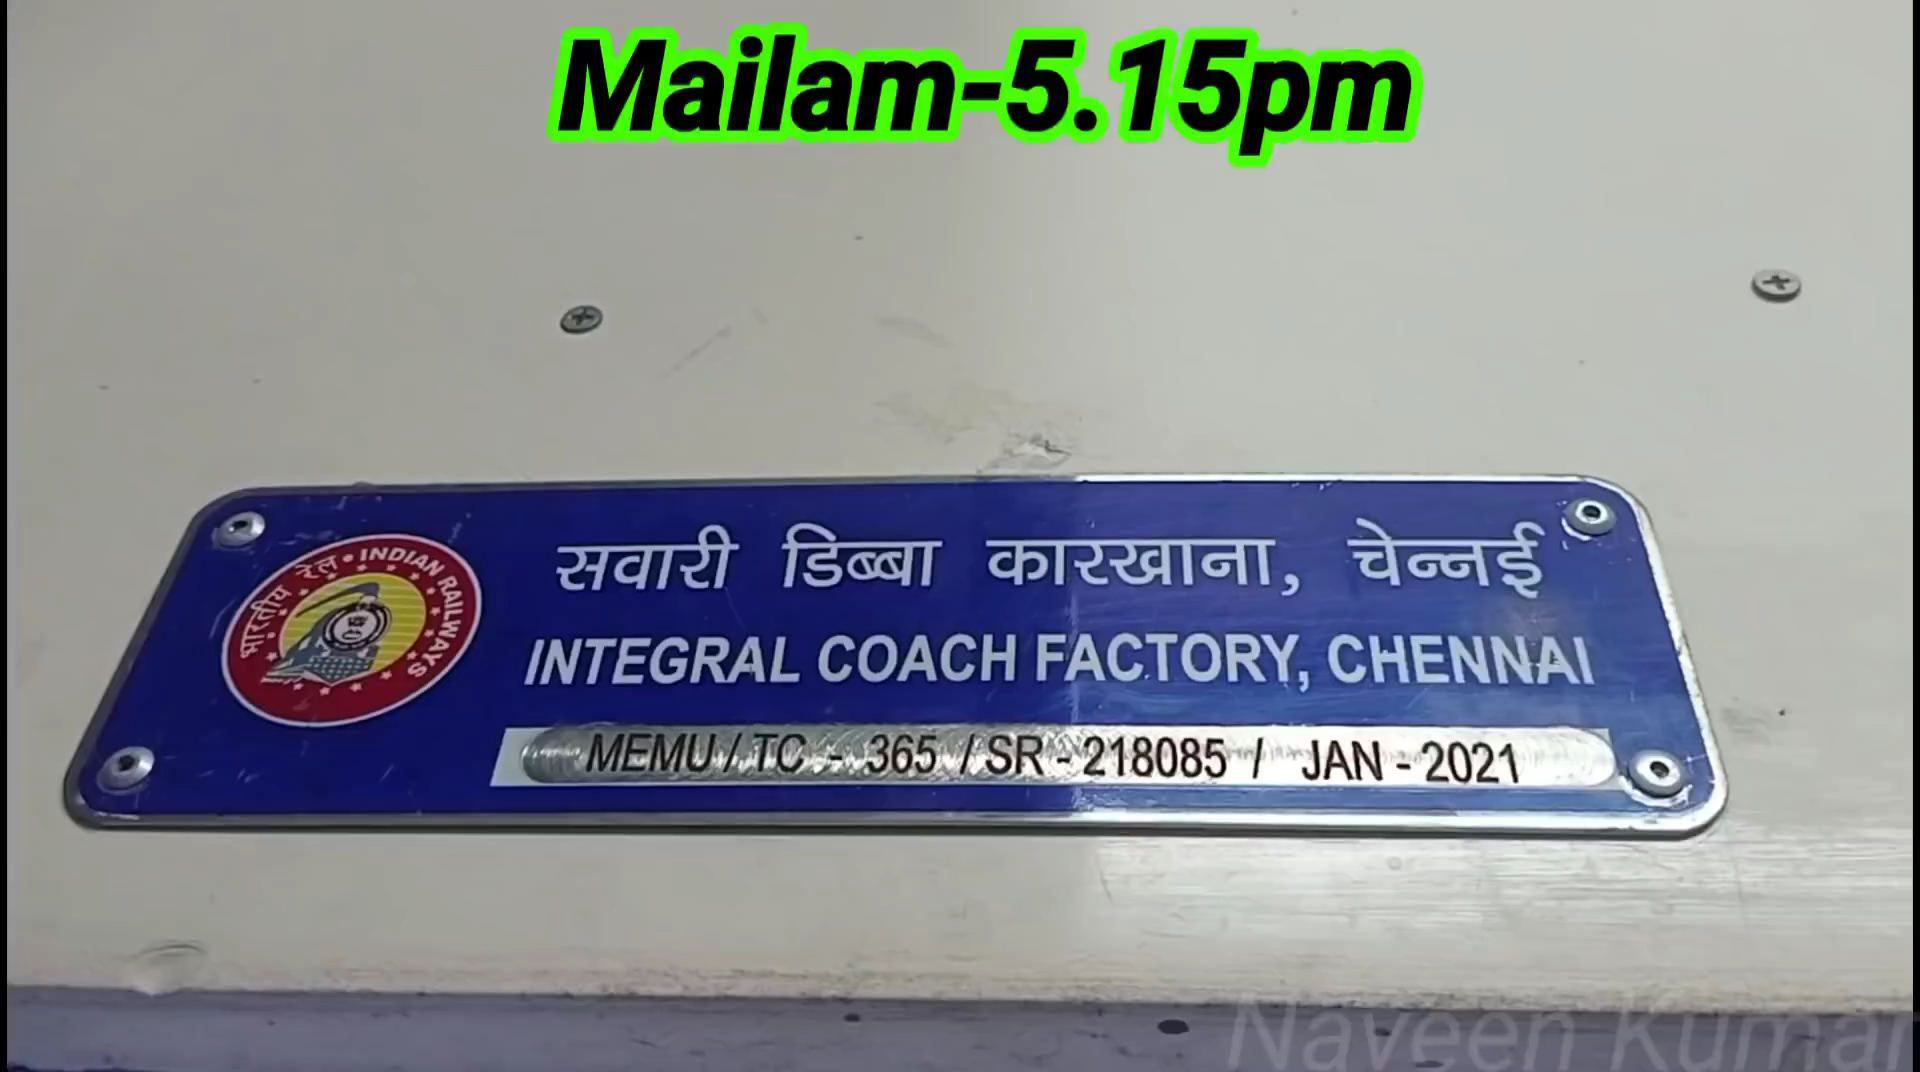 Mailam-5.15pm
भारतीय रेल • INDIAN RAILWAYS
सवारी डिब्बा कारखाना, चेन्नई
INTEGRAL COACH FACTORY, CHENNAI
MEMU / TC - 365 / SR - 218085 / JAN - 2021
Naveen Kumar